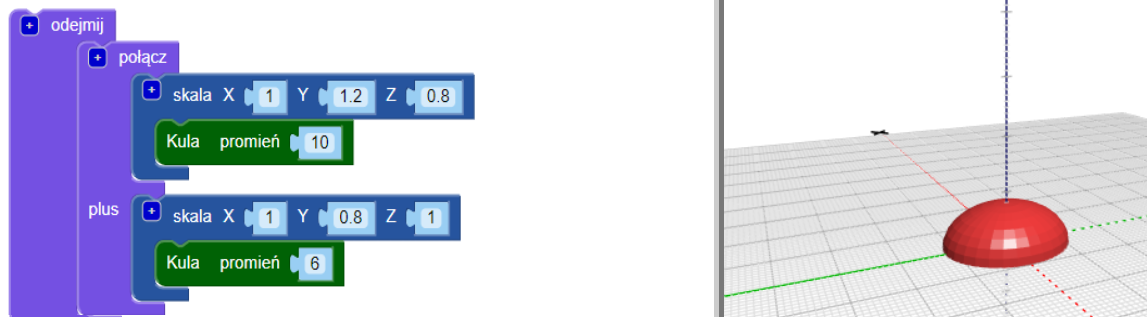 + odejmij
+ połącz
+ skala X 1 Y 1.2 Z 0.8
Kula promień 10
plus + skala X 1 Y 0.8 Z 1
Kula promień 6